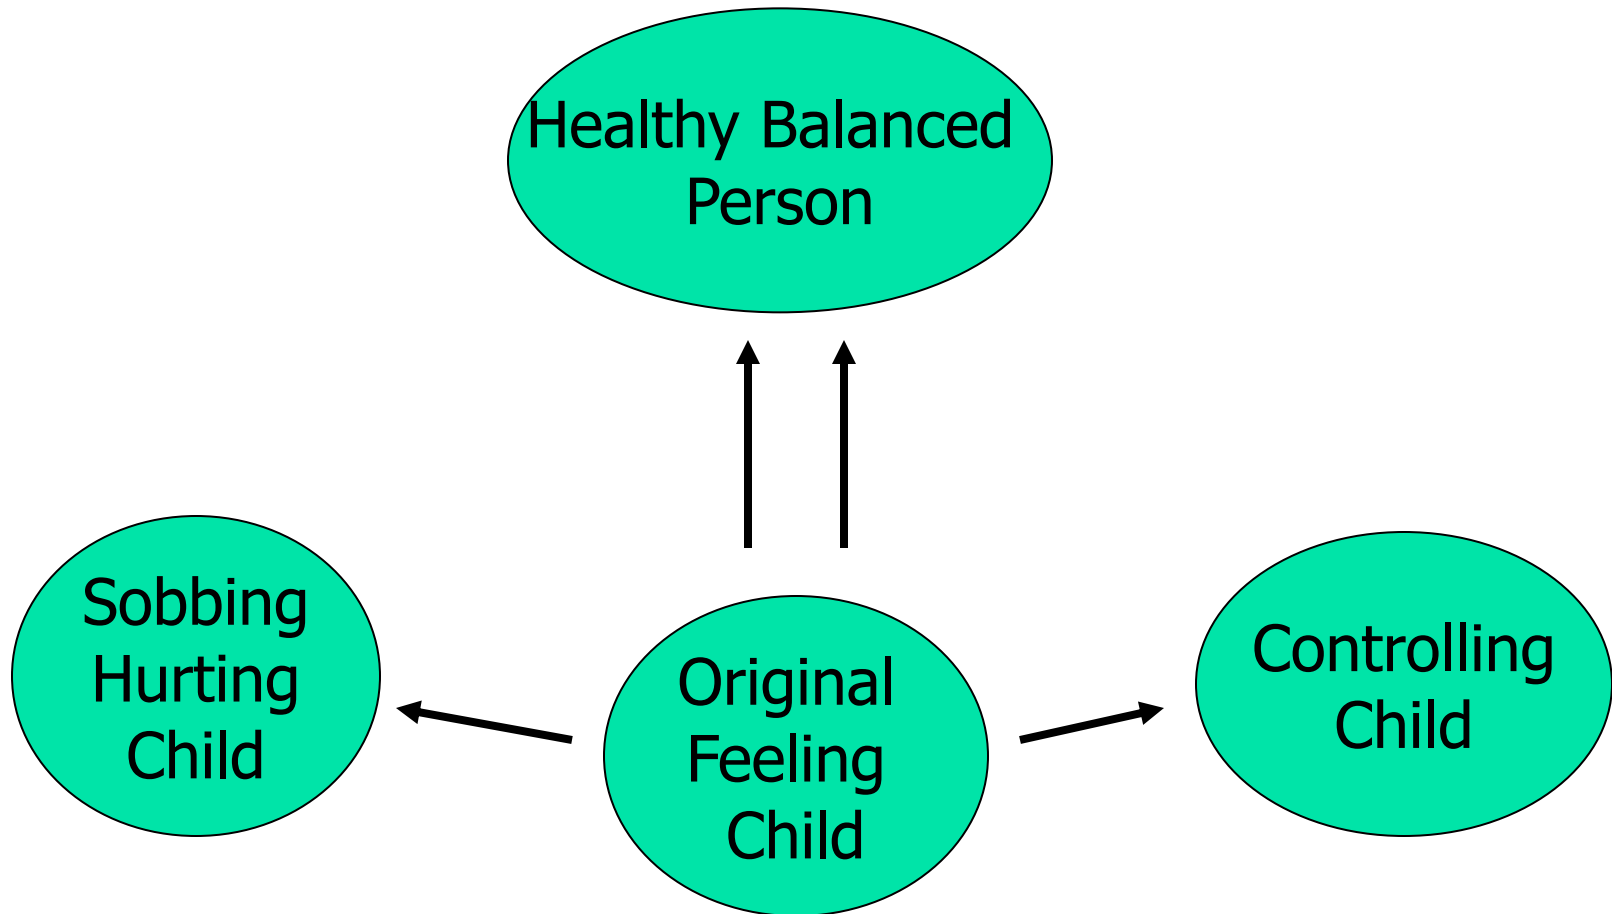 Healthy Balanced
Person
Sobbing
Hurting
Child
Original
Feeling
Child
Controlling
Child